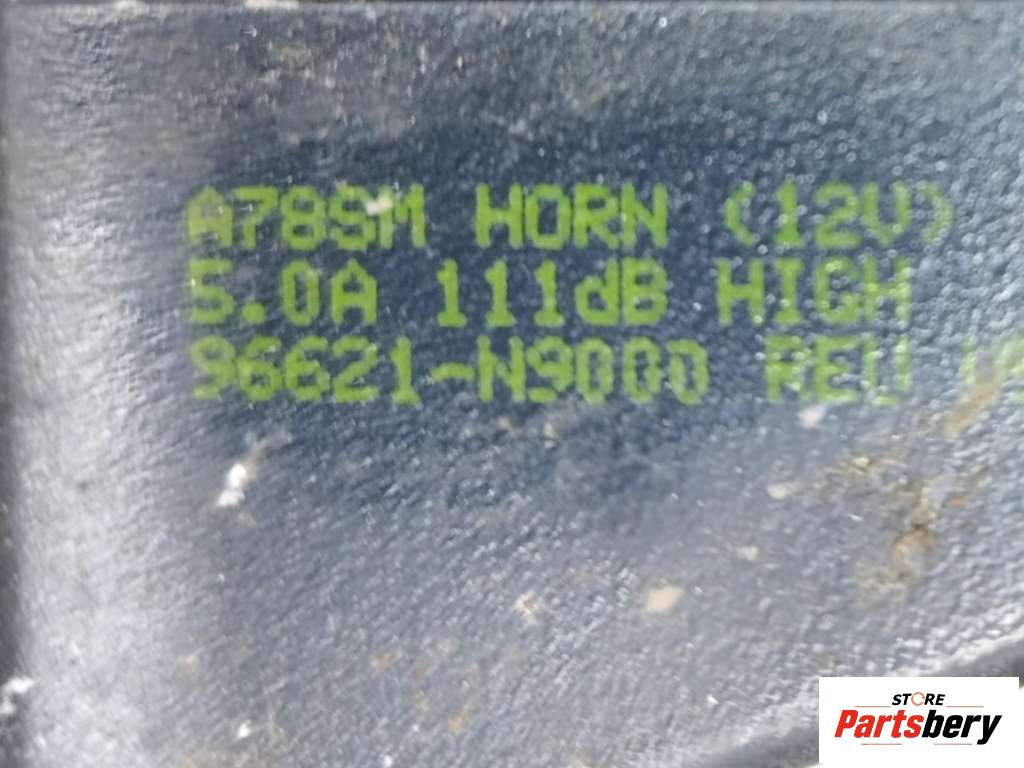 A78SM HORN (12V)
5.0A 111dB HIGH
96621-N9000 REV
STORE
Partsbery